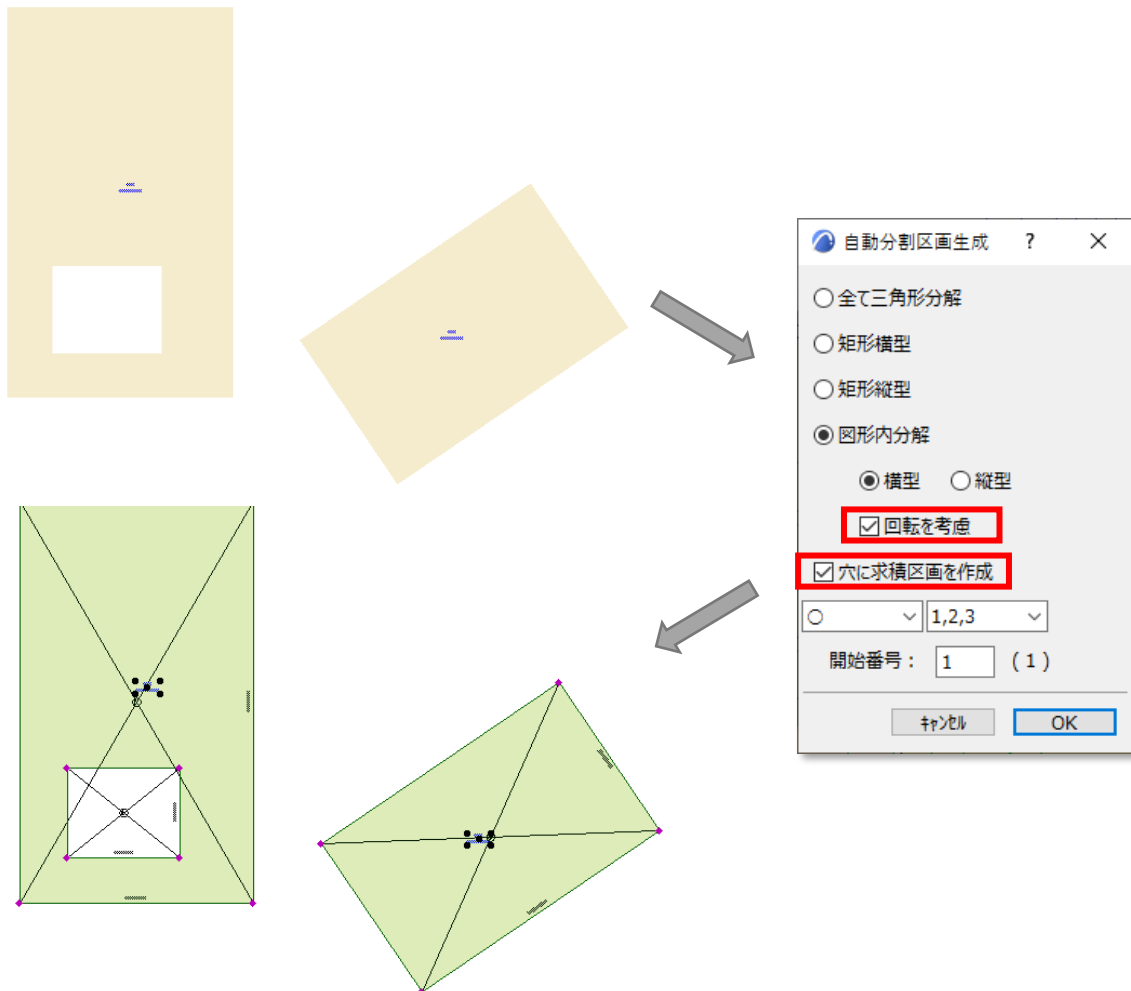 自動分割区画生成 ? ×
全て三角形分解
矩形横型
矩形縦型
図形内分解
横型 縦型
回転を考慮
穴に求積区画を作成
○ 1,2,3
開始番号： 1 (1)
ｷｬﾝｾﾙ OK